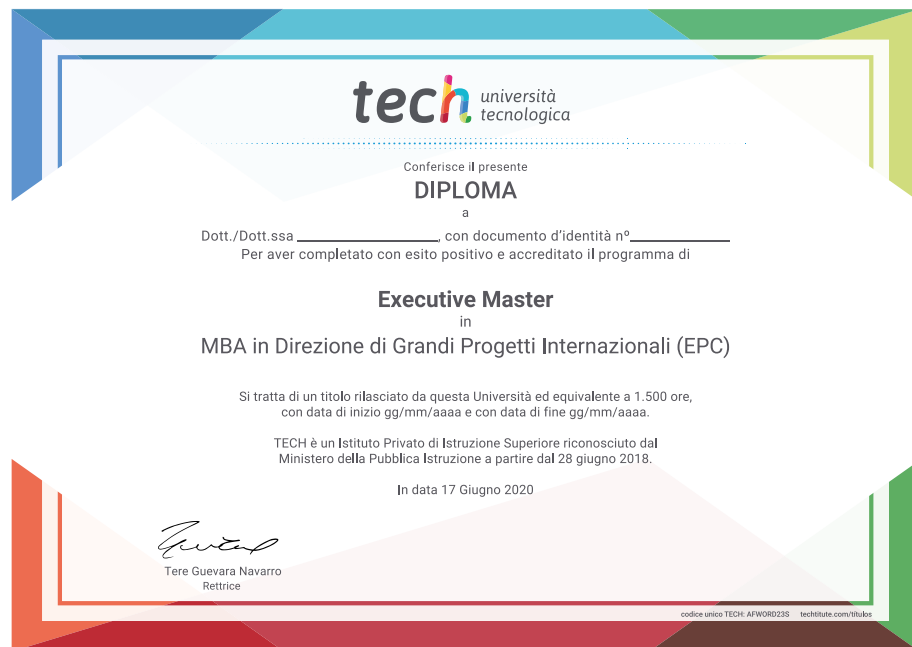 tech università
tecnologica
Conferisce il presente
DIPLOMA
a
Dott./Dott.ssa ____________________, con documento d'identità nº______________
Per aver completato con esito positivo e accreditato il programma di
Executive Master
in
MBA in Direzione di Grandi Progetti Internazionali (EPC)
Si tratta di un titolo rilasciato da questa Università ed equivalente a 1.500 ore,
con data di inizio gg/mm/aaaa e con data di fine gg/mm/aaaa.
TECH è un Istituto Privato di Istruzione Superiore riconosciuto dal
Ministero della Pubblica Istruzione a partire dal 28 giugno 2018.
In data 17 Giugno 2020
Tere Guevara Navarro
Rettrice
codice unico TECH: AFWORD23S techtitute.com/títulos